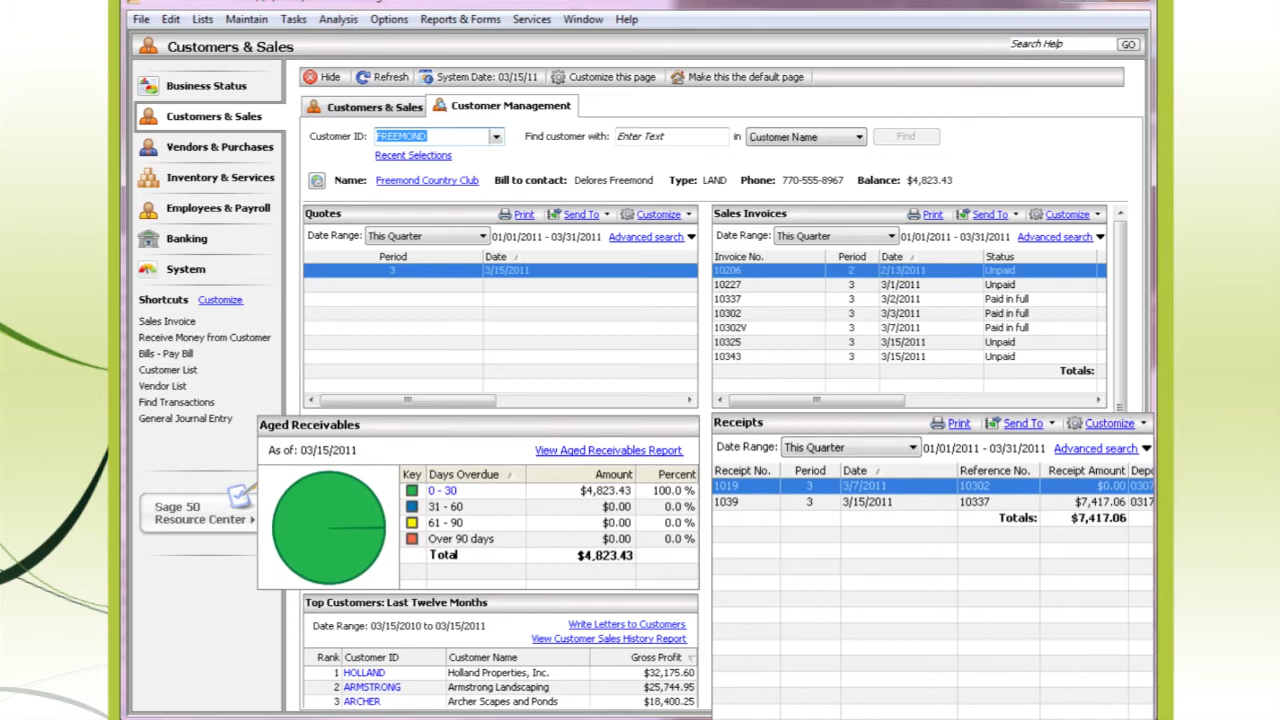 File Edit Lists Maintain Tasks Analysis Options Reports & Forms Services Window Help
Customers & Sales
Search Help GO
Business Status
Customers & Sales
Vendors & Purchases
Inventory & Services
Employees & Payroll
Banking
System
Shortcuts Customize
Sales Invoice
Receive Money from Customer
Bills - Pay Bill
Customer List
Vendor List
Find Transactions
General Journal Entry
Sage 50
Resource Center
Hide Refresh System Date: 03/15/11 Customize this page Make this the default page
Customers & Sales Customer Management
Customer ID: FREEMOND Find customer with: Enter Text in Customer Name Find
Recent Selections
Name: Freemond Country Club Bill to contact: Delores Freemond Type: LAND Phone: 770-555-8967 Balance: $4,823.43
Quotes Print Send To Customize
Date Range: This Quarter 01/01/2011 - 03/31/2011 Advanced search
Period Date
3 3/15/2011
Sales Invoices Print Send To Customize
Date Range: This Quarter 01/01/2011 - 03/31/2011 Advanced search
Invoice No. Period Date Status
10206 2 2/13/2011 Unpaid
10227 3 3/1/2011 Unpaid
10337 3 3/2/2011 Paid in full
10302 3 3/3/2011 Paid in full
10302V 3 3/7/2011 Paid in full
10325 3 3/15/2011 Unpaid
10343 3 3/15/2011 Unpaid
Totals:
Aged Receivables
As of: 03/15/2011 View Aged Receivables Report
Key Days Overdue Amount Percent
0 - 30 $4,823.43 100.0 %
31 - 60 $0.00 0.0 %
61 - 90 $0.00 0.0 %
Over 90 days $0.00 0.0 %
Total $4,823.43
Receipts Print Send To Customize
Date Range: This Quarter 01/01/2011 - 03/31/2011 Advanced search
Receipt No. Period Date Reference No. Receipt Amount Depo
1019 3 3/7/2011 10302 $0.00 0307
1039 3 3/15/2011 10337 $7,417.06 0317
Totals: $7,417.06
Top Customers: Last Twelve Months
Date Range: 03/15/2010 to 03/15/2011 Write Letters to Customers
View Customer Sales History Report
Rank Customer ID Customer Name Gross Profit
1 HOLLAND Holland Properties, Inc. $32,175.60
2 ARMSTRONG Armstrong Landscaping $25,744.95
3 ARCHER Archer Scapes and Ponds $18,400.25